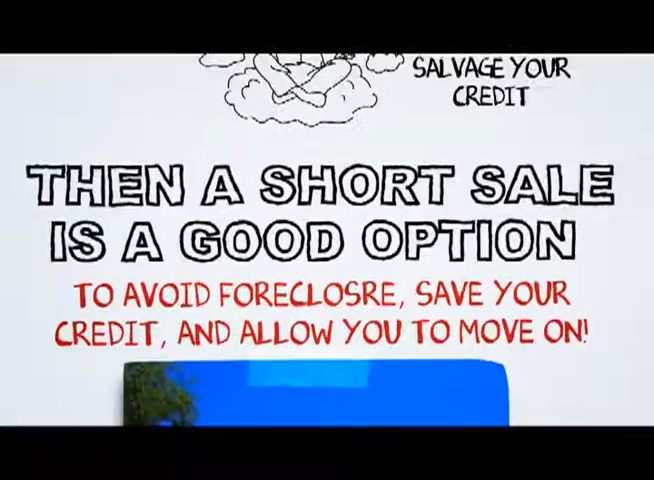 SALVAGE YOUR
CREDIT
THEN A SHORT SALE
IS A GOOD OPTION
TO AVOID FORECLOSRE, SAVE YOUR
CREDIT, AND ALLOW YOU TO MOVE ON!